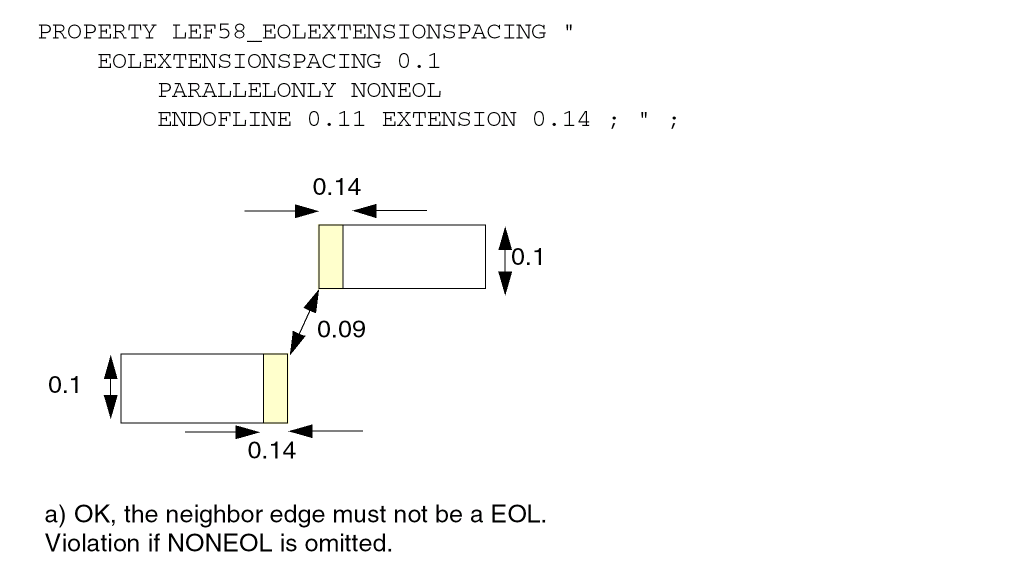 PROPERTY LEF58_EOLEXTENSIONSPACING "
EOLEXTENSIONSPACING 0.1
PARALLELONLY NONEOL
ENDOFLINE 0.11 EXTENSION 0.14 ; " ;
0.14
0.1
0.09
0.1
0.14
a) OK, the neighbor edge must not be a EOL.
Violation if NONEOL is omitted.